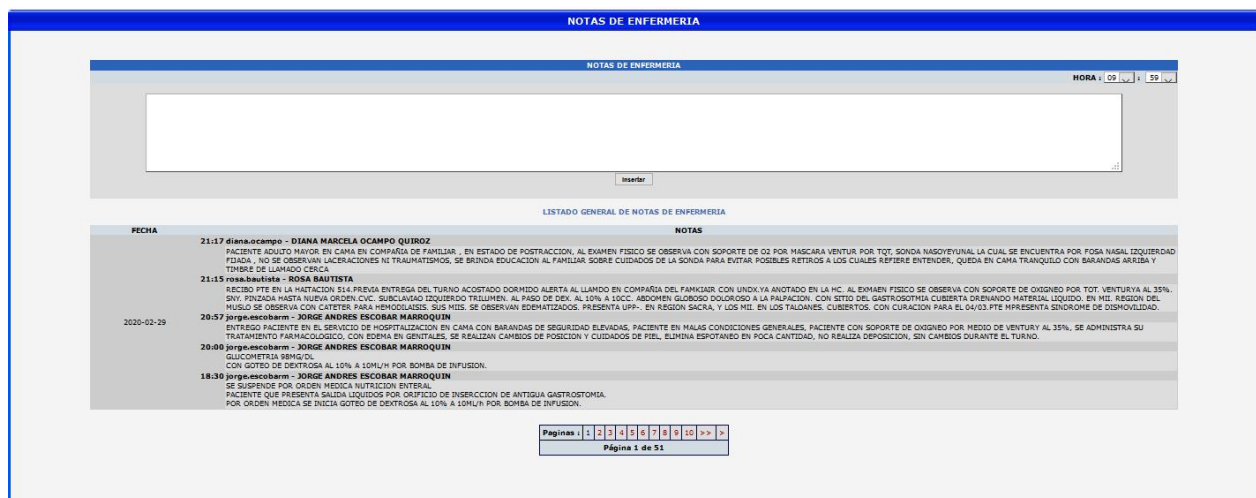 NOTAS DE ENFERMERIA
NOTAS DE ENFERMERIA
HORA : 09 : 59
Insertar
LISTADO GENERAL DE NOTAS DE ENFERMERIA
FECHA NOTAS
21:17 diana.ocampo - DIANA MARCELA OCAMPO QUIROZ
PACIENTE ADULTO MAYOR EN CAMA EN COMPAÑIA DE FAMILIAR , EN ESTADO DE POSTRACCION, AL EXAMEN FISICO SE OBSERVA CON SOPORTE DE O2 POR MASCARA VENTUR POR TQT, SONDA NASOYEYUNAL LA CUAL SE ENCUENTRA POR FOSA NASAL IZQUIERDAD
FIJADA , NO SE OBSERVAN LACERACIONES NI TRAUMATISMOS, SE BRINDA EDUCACION AL FAMILIAR SOBRE CUIDADOS DE LA SONDA PARA EVITAR POSIBLES RETIROS A LOS CUALES REFIERE ENTENDER, QUEDA EN CAMA TRANQUILO CON BARANDAS ARRIBA Y
TIMBRE DE LLAMADO CERCA
21:15 rosa.bautista - ROSA BAUTISTA
RECIBO PTE EN LA HAITACION 514.PREVIA ENTREGA DEL TURNO ACOSTADO DORMIDO ALERTA AL LLAMDO EN COMPAÑIA DEL FAMKIAIR CON UNDX.YA ANOTADO EN LA HC. AL EXMAEN FISICO SE OBSERVA CON SOPORTE DE OXIGNEO POR TOT. VENTURYA AL 35%.
SNY. PINZADA HASTA NUEVA ORDEN.CVC. SUBCLAVIAO IZQUIERDO TRILUMEN. AL PASO DE DEX. AL 10% A 10CC. ABDOMEN GLOBOSO DOLOROSO A LA PALPACION. CON SITIO DEL GASTROSOTMIA CUBIERTA DRENANDO MATERIAL LIQUIDO. EN MII. REGION DEL
MUSLO SE OBSERVA CON CATETER PARA HEMODILAISIS. SUS MIIS. SE OBSERVAN EDEMATIZADOS. PRESENTA UPP-. EN REGION SACRA, Y LOS MII. EN LOS TALOANES. CUBIERTOS. CON CURACION PARA EL 04/03.PTE MPRESENTA SINDROME DE DISMOVILIDAD.
2020-02-29
20:57 jorge.escobarm - JORGE ANDRES ESCOBAR MARROQUIN
ENTREGO PACIENTE EN EL SERVICIO DE HOSPITALIZACION EN CAMA CON BARANDAS DE SEGURIDAD ELEVADAS, PACIENTE EN MALAS CONDICIONES GENERALES, PACIENTE CON SOPORTE DE OXIGNEO POR MEDIO DE VENTURY AL 35%, SE ADMINISTRA SU
TRATAMIENTO FARMACOLOGICO, CON EDEMA EN GENITALES, SE REALIZAN CAMBIOS DE POSICION Y CUIDADOS DE PIEL, ELIMINA ESPOTANEO EN POCA CANTIDAD, NO REALIZA DEPOSICION, SIN CAMBIOS DURANTE EL TURNO.
20:00 jorge.escobarm - JORGE ANDRES ESCOBAR MARROQUIN
GLUCOMETRIA 98MG/DL
CON GOTEO DE DEXTROSA AL 10% A 10ML/H POR BOMBA DE INFUSION.
18:30 jorge.escobarm - JORGE ANDRES ESCOBAR MARROQUIN
SE SUSPENDE POR ORDEN MEDICA NUTRICION ENTERAL
PACIENTE QUE PRESENTA SALIDA LIQUIDOS POR ORIFICIO DE INSERCCION DE ANTIGUA GASTROSTOMIA.
POR ORDEN MEDICA SE INICIA GOTEO DE DEXTROSA AL 10% A 10ML/h POR BOMBA DE INFUSION.
Paginas : 1 2 3 4 5 6 7 8 9 10 >> >
Página 1 de 51